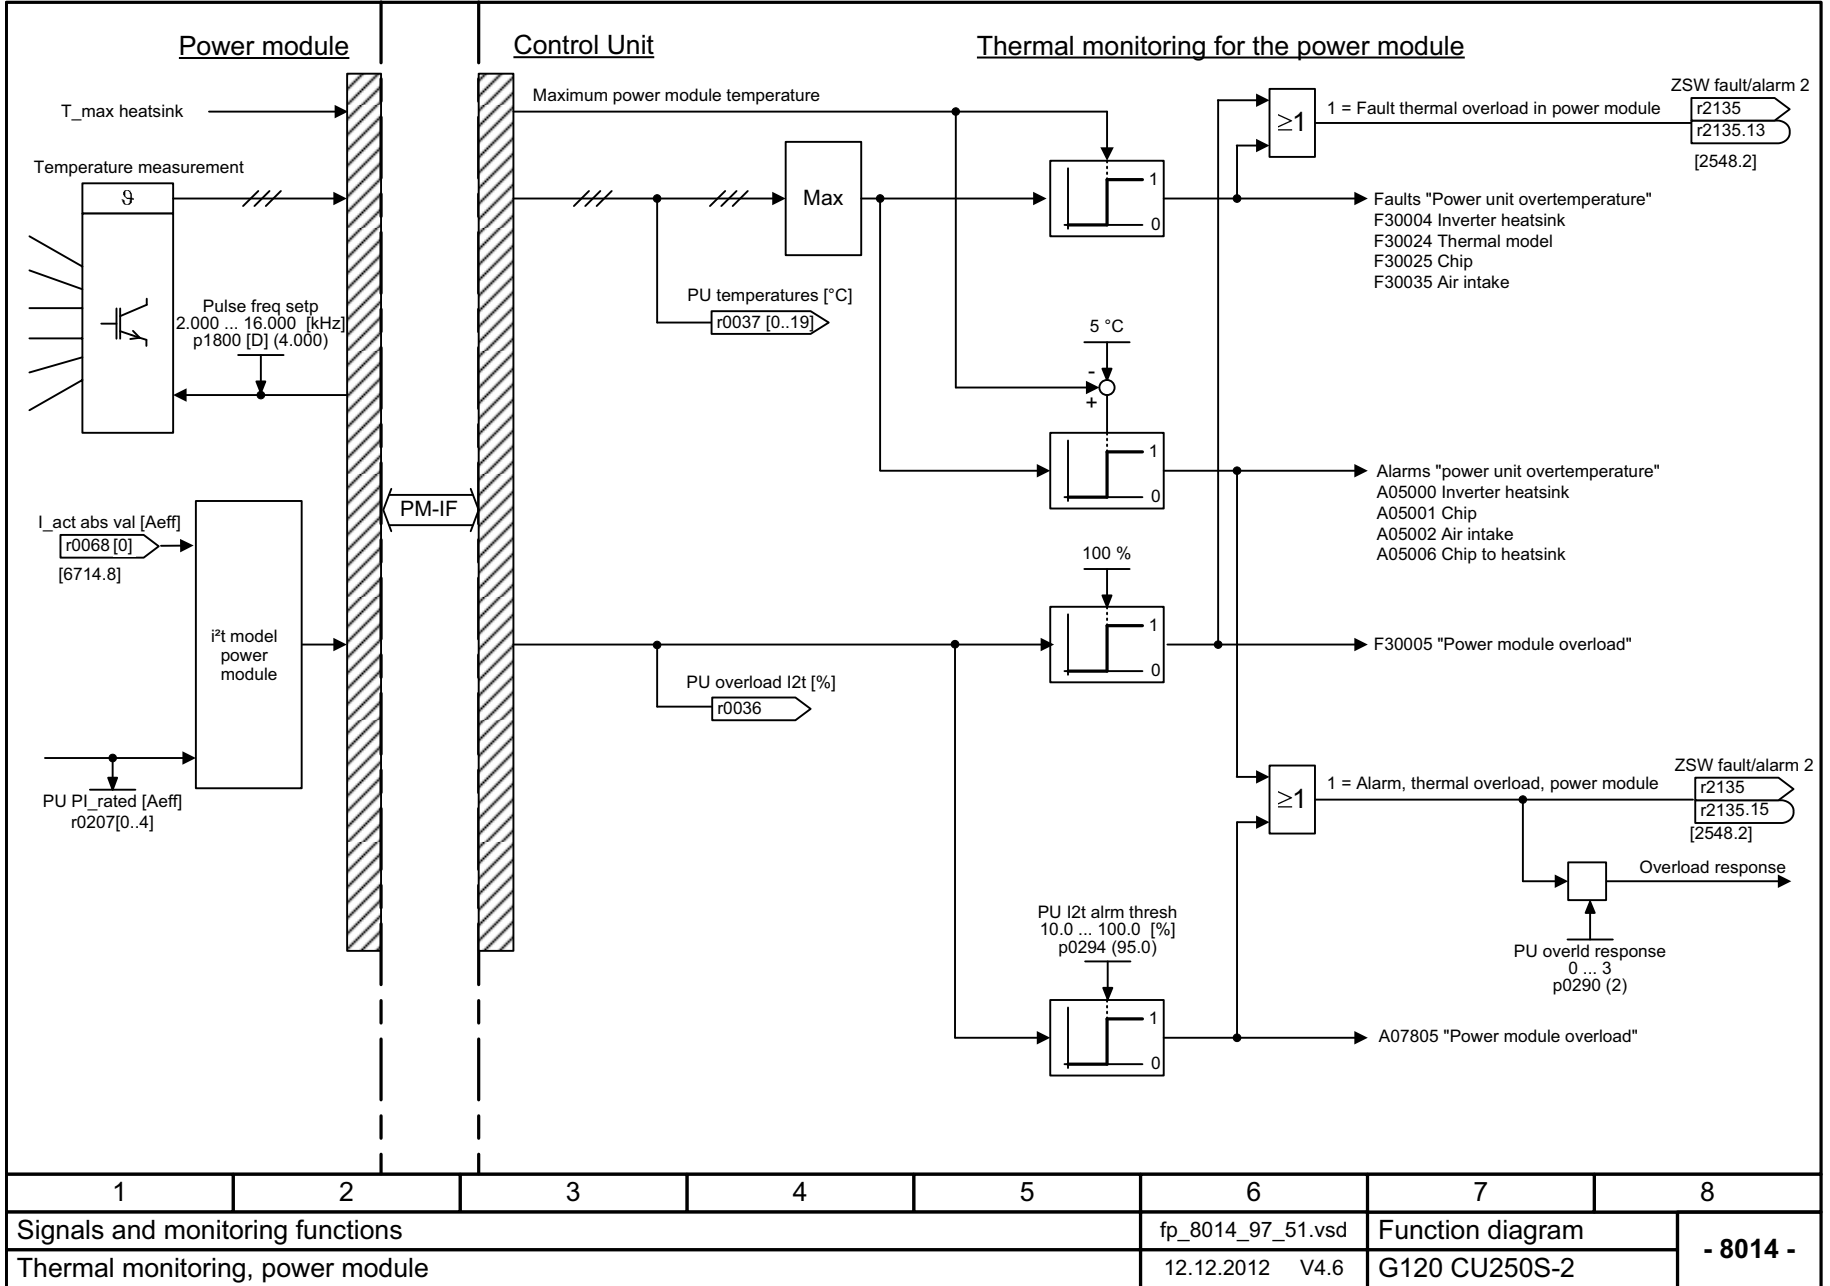 Power module
Control Unit
Thermal monitoring for the power module
T_max heatsink
Maximum power module temperature
≥1
1 = Fault thermal overload in power module
ZSW fault/alarm 2
r2135
r2135.13
[2548.2]
Temperature measurement
ϑ
Max
1
0
Faults "Power unit overtemperature"
F30004 Inverter heatsink
F30024 Thermal model
F30025 Chip
F30035 Air intake
PU temperatures [°C]
r0037 [0..19]
Pulse freq setp
2.000 ... 16.000 [kHz]
p1800 [D] (4.000)
5 °C
-
+
1
0
Alarms "power unit overtemperature"
A05000 Inverter heatsink
A05001 Chip
A05002 Air intake
A05006 Chip to heatsink
PM-IF
I_act abs val [Aeff]
r0068 [0]
[6714.8]
i²t model
power
module
100 %
1
0
F30005 "Power module overload"
PU overload I2t [%]
r0036
PU PI_rated [Aeff]
r0207[0..4]
≥1
1 = Alarm, thermal overload, power module
ZSW fault/alarm 2
r2135
r2135.15
[2548.2]
Overload response
PU overld response
0 ... 3
p0290 (2)
PU I2t alrm thresh
10.0 ... 100.0 [%]
p0294 (95.0)
1
0
A07805 "Power module overload"
1 2 3 4 5 6 7 8
Signals and monitoring functions
fp_8014_97_51.vsd
Function diagram
- 8014 -
Thermal monitoring, power module
12.12.2012 V4.6
G120 CU250S-2